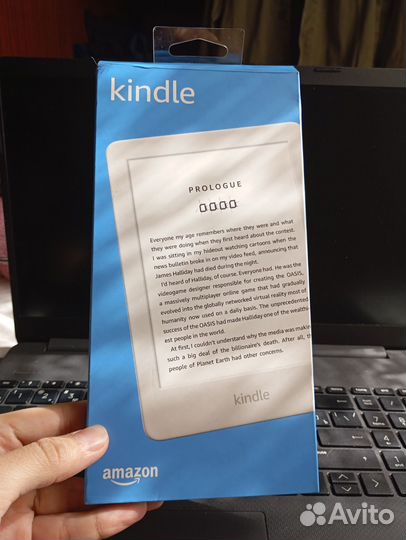 kindle
PROLOGUE
0000
Everyone my age remembers where they were and what
they were doing when they first heard about the contest.
I was sitting in my hideout watching cartoons when the
news bulletin broke in on my video feed, announcing that
James Halliday had died during the night.
I'd heard of Halliday, of course. Everyone had. He was the
videogame designer responsible for creating the OASIS,
a massively multiplayer online game that had gradually
evolved into the globally networked virtual reality most of
humanity now used on a daily basis. The unprecedented
success of the OASIS had made Halliday one of the wealthi
est people in the world.
At first, I couldn't understand why the media was makin
such a big deal of the billionaire's death. After all, th
people of Planet Earth had other concerns.
kindle
amazon
Avito